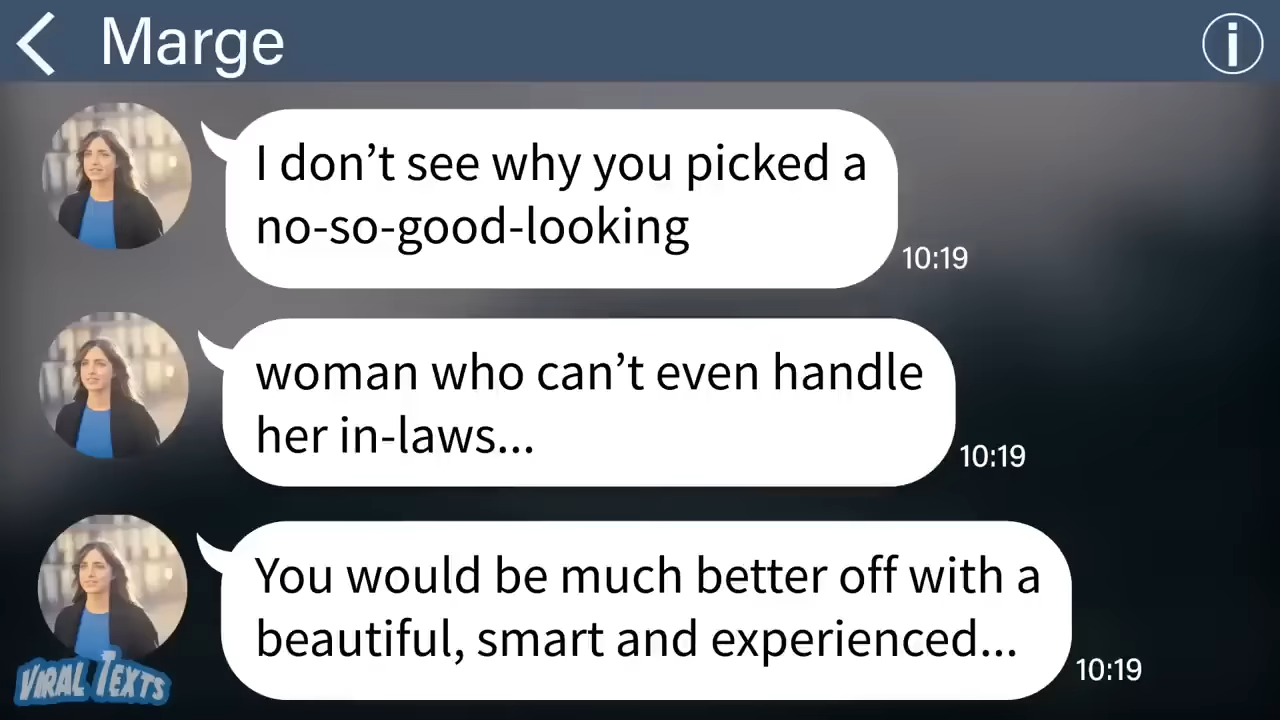 Marge
I don’t see why you picked a
no-so-good-looking
10:19
woman who can’t even handle
her in-laws...
10:19
You would be much better off with a
beautiful, smart and experienced...
10:19
VIRAL TEXTS